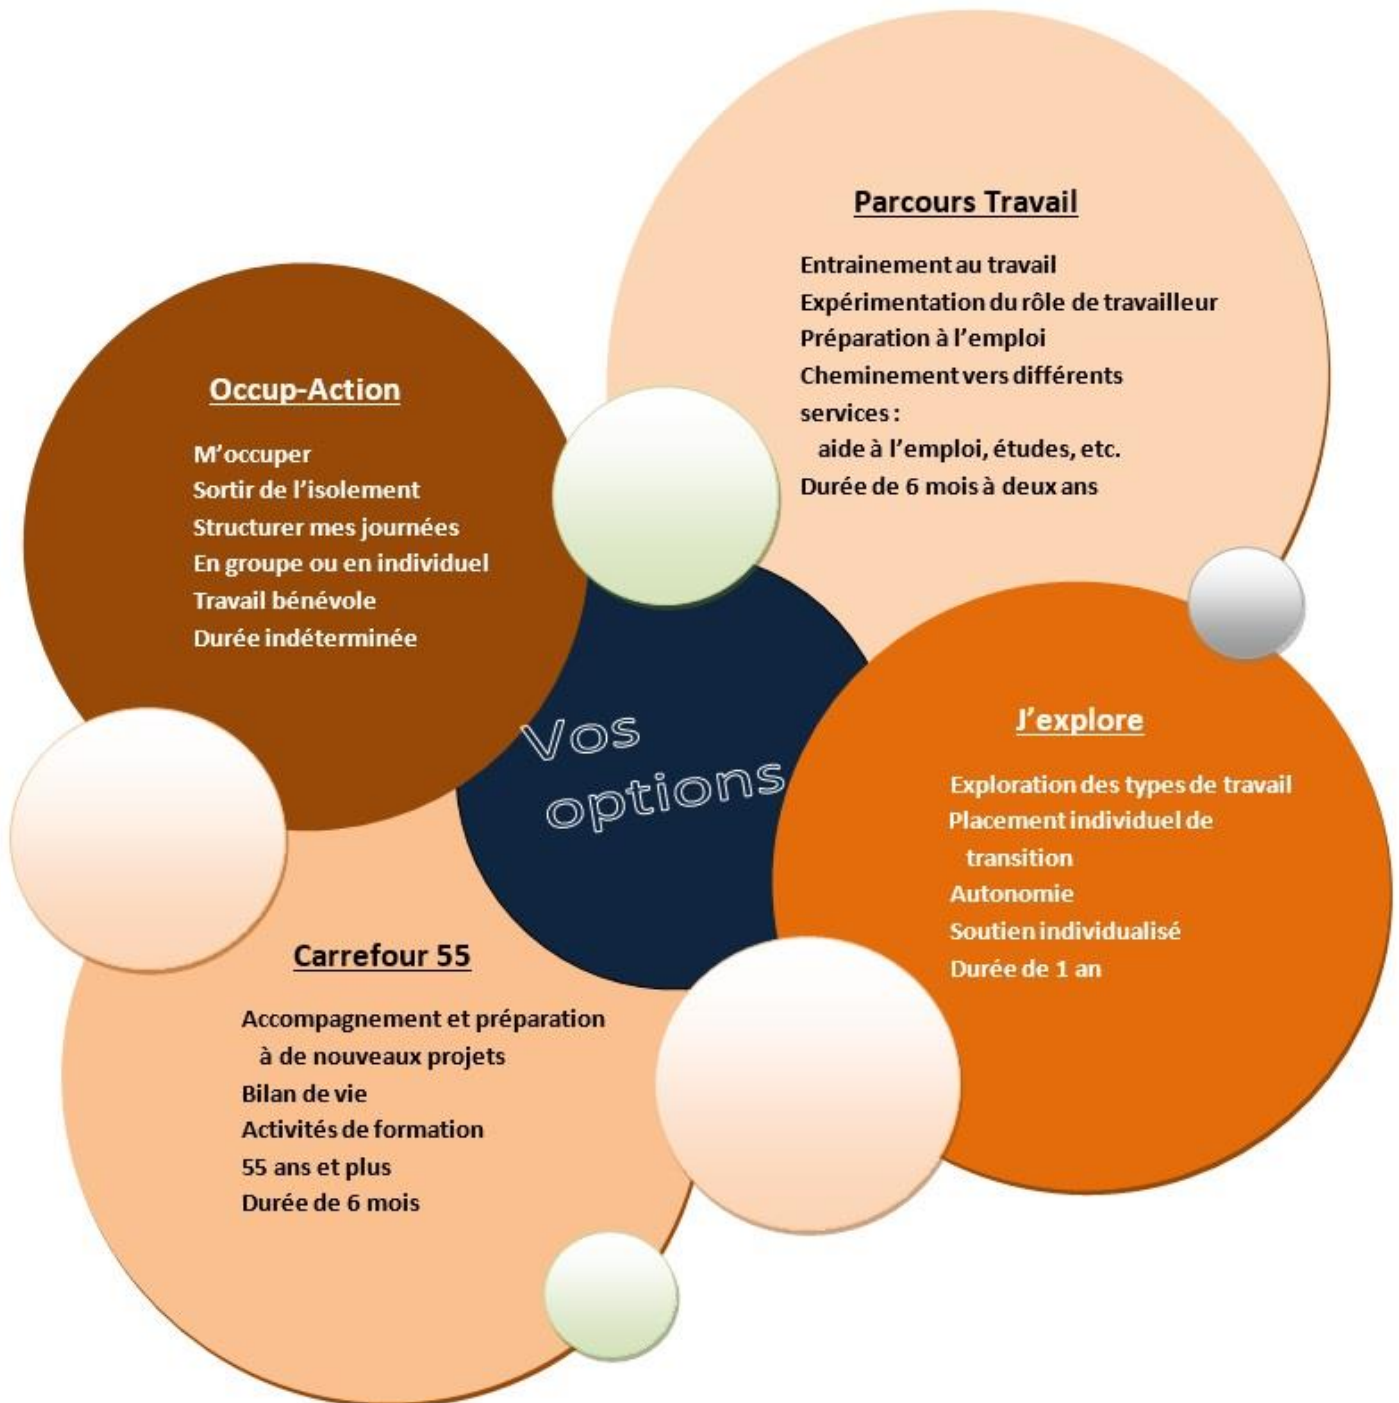 Parcours Travail
Entrainement au travail
Expérimentation du rôle de travailleur
Préparation à l'emploi
Cheminement vers différents
services :
aide à l'emploi, études, etc.
Durée de 6 mois à deux ans
Occup-Action
M'occuper
Sortir de l'isolement
Structurer mes journées
En groupe ou en individuel
Travail bénévole
Durée indéterminée
Vos
options
J'explore
Exploration des types de travail
Placement individuel de
transition
Autonomie
Soutien individualisé
Durée de 1 an
Carrefour 55
Accompagnement et préparation
à de nouveaux projets
Bilan de vie
Activités de formation
55 ans et plus
Durée de 6 mois